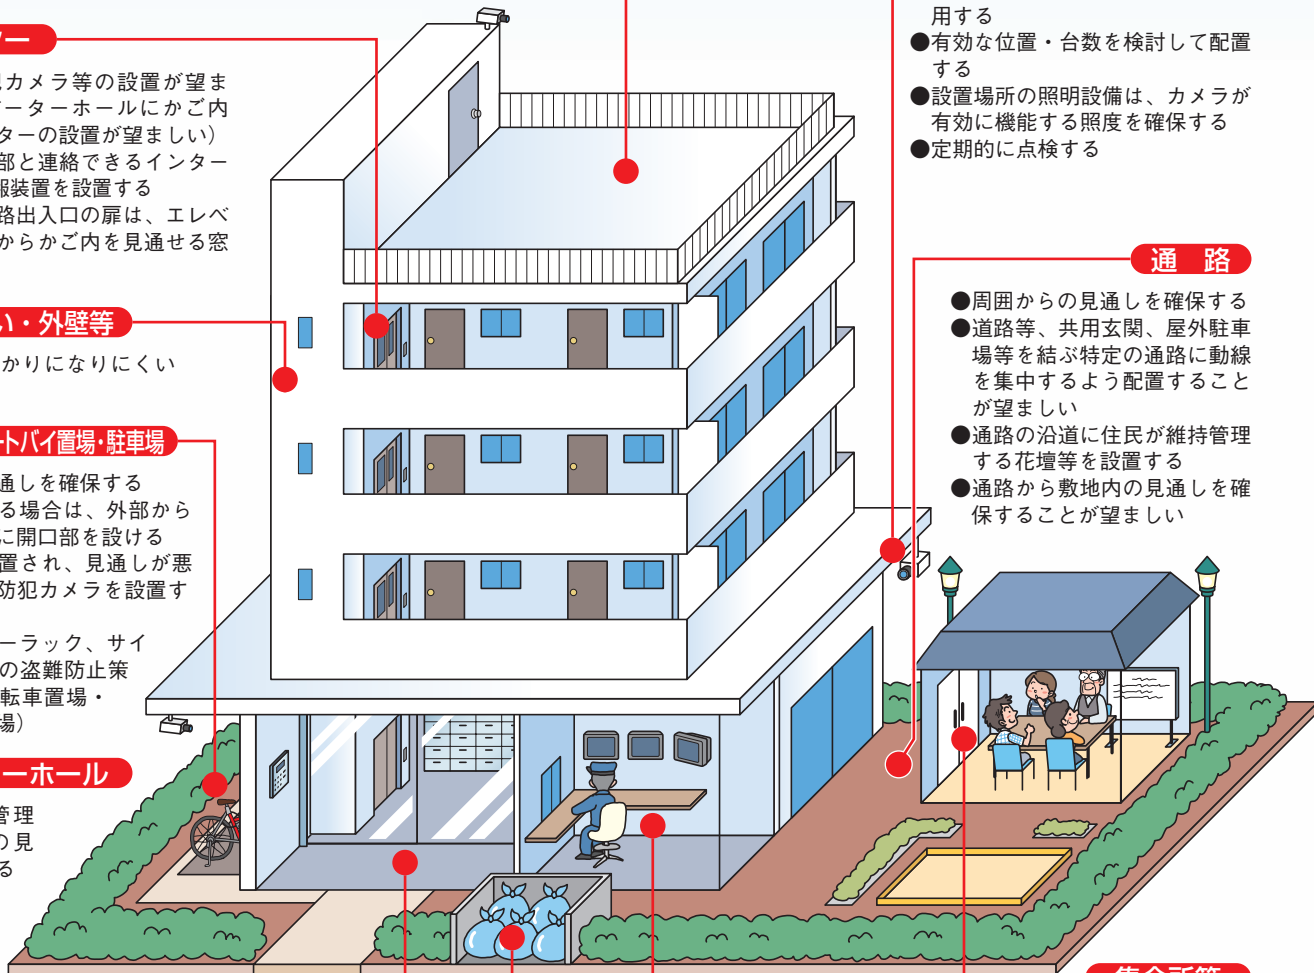 ター
視カメラ等の設置が望ま
ベーターホールにかご内
ターの設置が望ましい）
部と連絡できるインター
報装置を設置する
路出入口の扉は、エレベ
からかご内を見通せる窓
い・外壁等
かりになりにくい
ートバイ置場・駐車場
通しを確保する
る場合は、外部から
に開口部を設ける
置され、見通しが悪
防犯カメラを設置す
ーラック、サイ
の盗難防止策
転車置場・
場）
ーホール
管理
の見
る
用する
●有効な位置・台数を検討して配置
する
●設置場所の照明設備は、カメラが
有効に機能する照度を確保する
●定期的に点検する
通　路
●周囲からの見通しを確保する
●道路等、共用玄関、屋外駐車
場等を結ぶ特定の通路に動線
を集中するよう配置すること
が望ましい
●通路の沿道に住民が維持管理
する花壇等を設置する
●通路から敷地内の見通しを確
保することが望ましい
集会所等